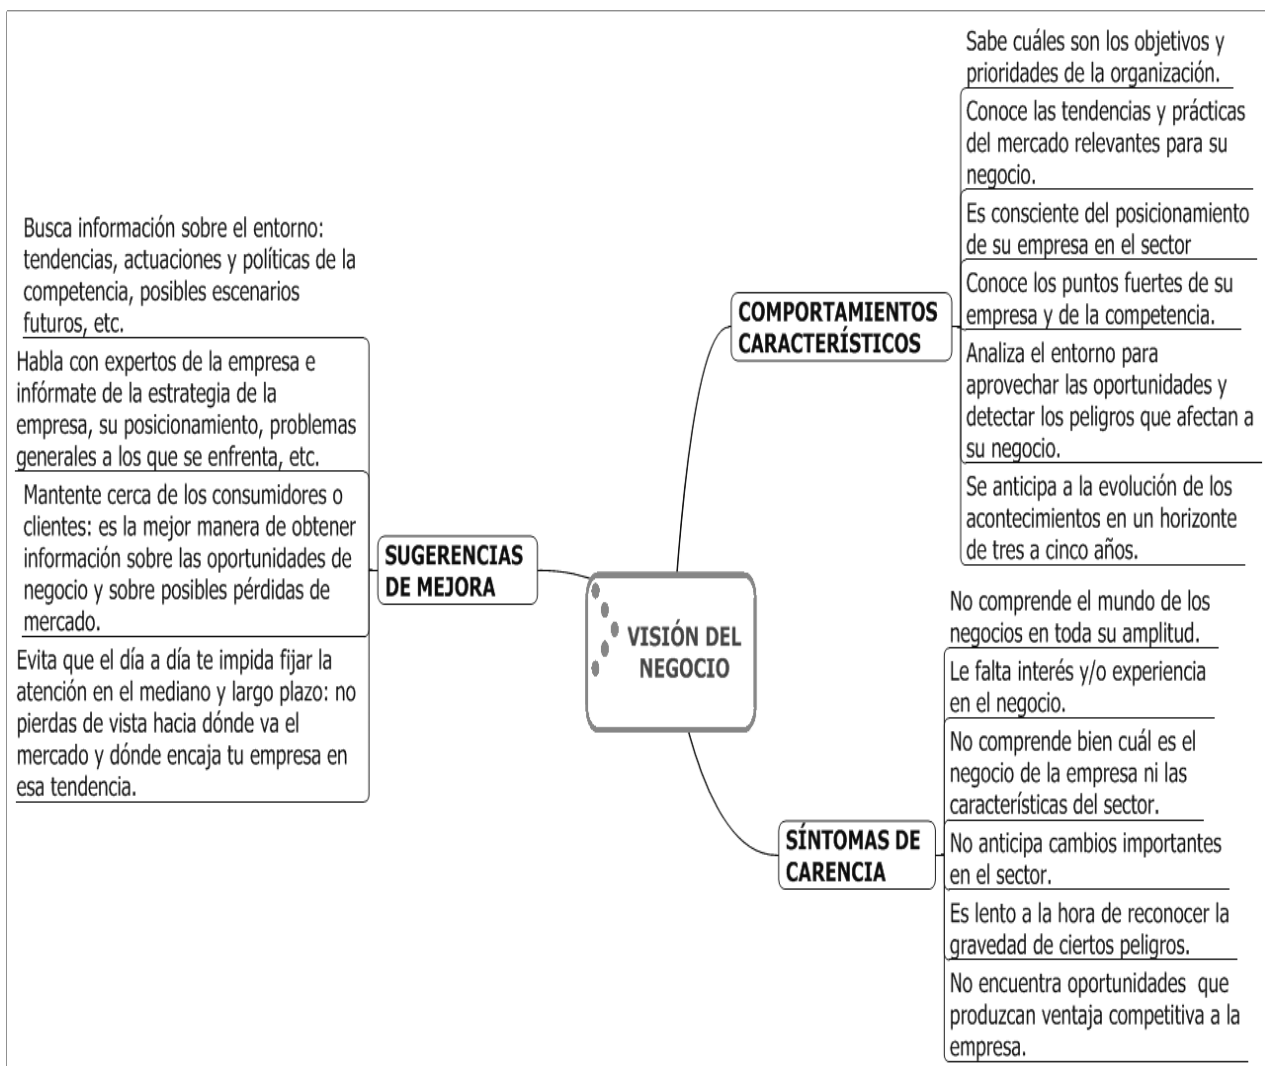 VISIÓN DEL
NEGOCIO
COMPORTAMIENTOS
CARACTERÍSTICOS
Sabe cuáles son los objetivos y
prioridades de la organización.
Conoce las tendencias y prácticas
del mercado relevantes para su
negocio.
Es consciente del posicionamiento
de su empresa en el sector
Conoce los puntos fuertes de su
empresa y de la competencia.
Analiza el entorno para
aprovechar las oportunidades y
detectar los peligros que afectan a
su negocio.
Se anticipa a la evolución de los
acontecimientos en un horizonte
de tres a cinco años.
SÍNTOMAS DE
CARENCIA
No comprende el mundo de los
negocios en toda su amplitud.
Le falta interés y/o experiencia
en el negocio.
No comprende bien cuál es el
negocio de la empresa ni las
características del sector.
No anticipa cambios importantes
en el sector.
Es lento a la hora de reconocer la
gravedad de ciertos peligros.
No encuentra oportunidades  que
produzcan ventaja competitiva a la
empresa.
SUGERENCIAS
DE MEJORA
Busca información sobre el entorno:
tendencias, actuaciones y políticas de la
competencia, posibles escenarios
futuros, etc.
Habla con expertos de la empresa e
infórmate de la estrategia de la
empresa, su posicionamiento, problemas
generales a los que se enfrenta, etc.
Mantente cerca de los consumidores o
clientes: es la mejor manera de obtener
información sobre las oportunidades de
negocio y sobre posibles pérdidas de
mercado.
Evita que el día a día te impida fijar la
atención en el mediano y largo plazo: no
pierdas de vista hacia dónde va el
mercado y dónde encaja tu empresa en
esa tendencia.